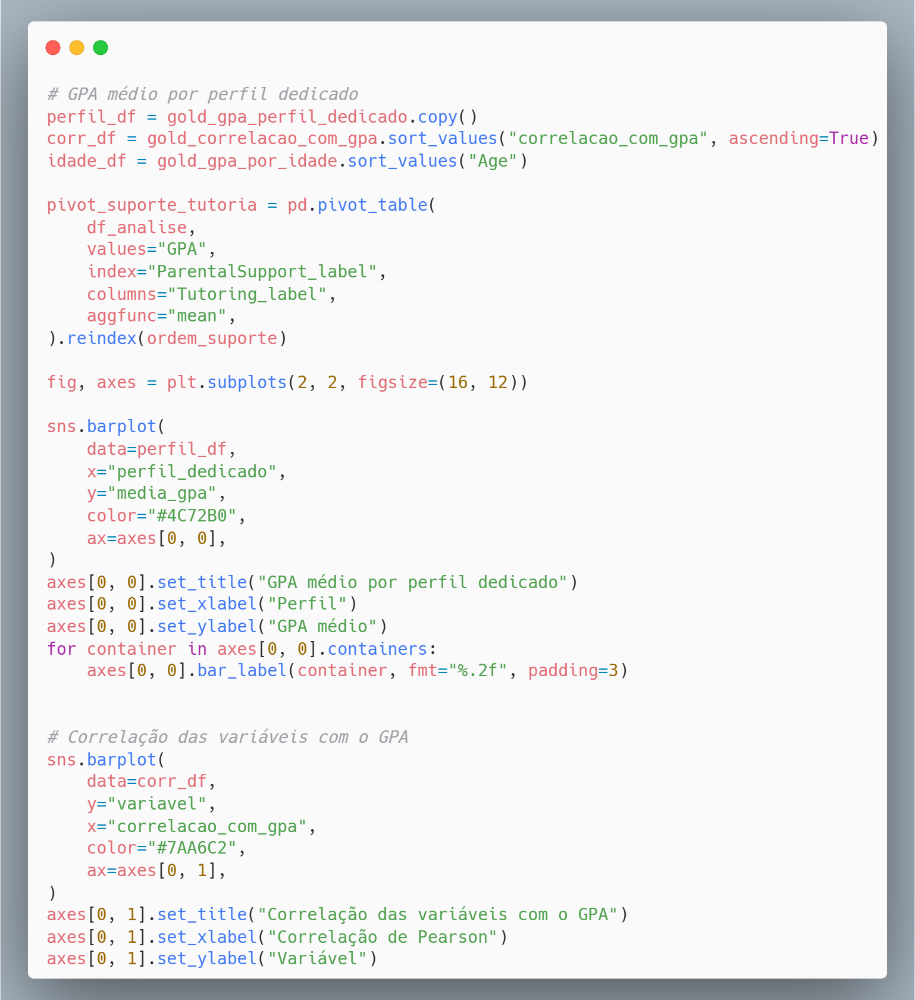 # GPA médio por perfil dedicado
perfil_df = gold_gpa_perfil_dedicado.copy()
corr_df = gold_correlacao_com_gpa.sort_values("correlacao_com_gpa", ascending=True)
idade_df = gold_gpa_por_idade.sort_values("Age")

pivot_suporte_tutoria = pd.pivot_table(
    df_analise,
    values="GPA",
    index="ParentalSupport_label",
    columns="Tutoring_label",
    aggfunc="mean",
).reindex(ordem_suporte)

fig, axes = plt.subplots(2, 2, figsize=(16, 12))

sns.barplot(
    data=perfil_df,
    x="perfil_dedicado",
    y="media_gpa",
    color="#4C72B0",
    ax=axes[0, 0],
)
axes[0, 0].set_title("GPA médio por perfil dedicado")
axes[0, 0].set_xlabel("Perfil")
axes[0, 0].set_ylabel("GPA médio")
for container in axes[0, 0].containers:
    axes[0, 0].bar_label(container, fmt="%.2f", padding=3)


# Correlação das variáveis com o GPA
sns.barplot(
    data=corr_df,
    y="variavel",
    x="correlacao_com_gpa",
    color="#7AA6C2",
    ax=axes[0, 1],
)
axes[0, 1].set_title("Correlação das variáveis com o GPA")
axes[0, 1].set_xlabel("Correlação de Pearson")
axes[0, 1].set_ylabel("Variável")